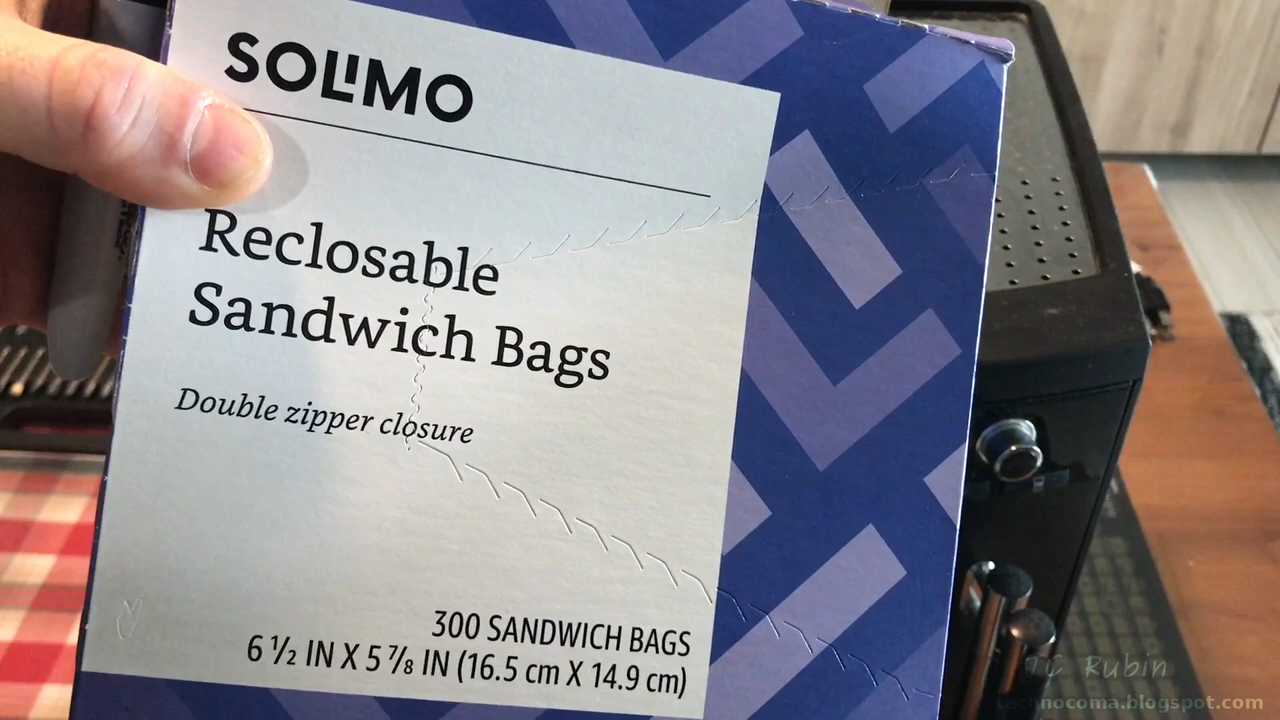 SOLIMO
Reclosable
Sandwich Bags
Double zipper closure
300 SANDWICH BAGS
6 ½ IN X 5 ⅞ IN (16.5 cm X 14.9 cm)
TC Rubin
technocoma.blogspot.com